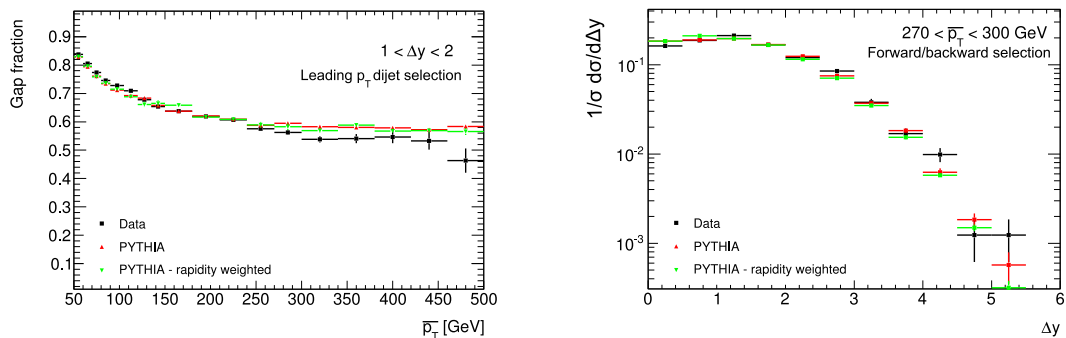 Gap fraction
0.9
0.8
0.7
0.6
0.5
0.4
0.3
0.2
0.1
1 < Δy < 2
Leading p_T dijet selection
Data
PYTHIA
PYTHIA - rapidity weighted
50 100 150 200 250 300 350 400 450 500
p̅_T [GeV]
1/σ dσ/dΔy
10⁻¹
10⁻²
10⁻³
270 < p̅_T < 300 GeV
Forward/backward selection
Data
PYTHIA
PYTHIA - rapidity weighted
0 1 2 3 4 5 6
Δy